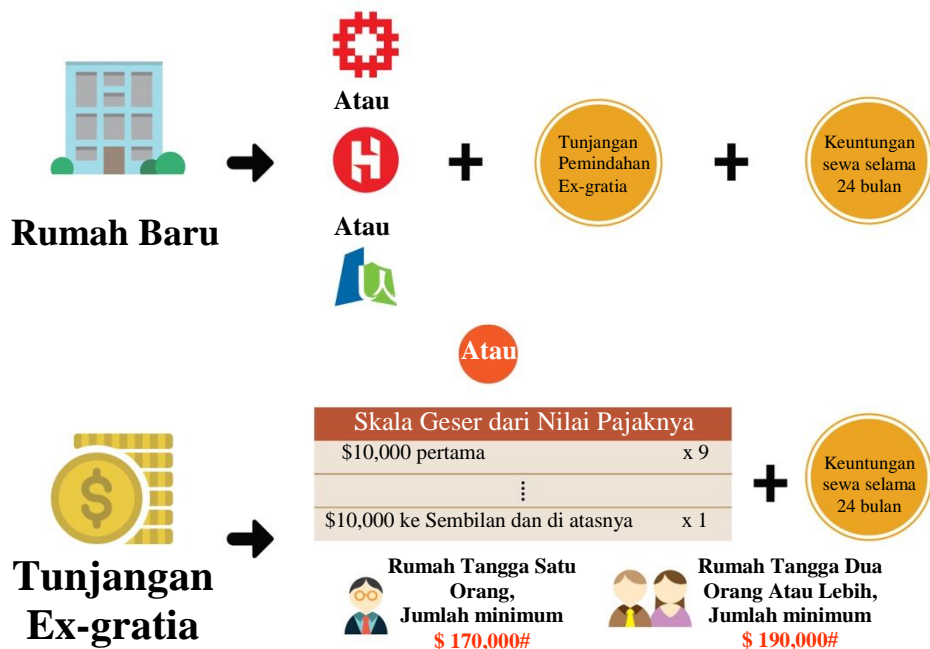 Atau
Tunjangan
Pemindahan
Ex-gratia
Keuntungan
sewa selama
24 bulan
Rumah Baru
Atau
Atau
Skala Geser dari Nilai Pajaknya
$10,000 pertama x 9
⋮
$10,000 ke Sembilan dan di atasnya x 1
Keuntungan
sewa selama
24 bulan
Tunjangan
Ex-gratia
Rumah Tangga Satu
Orang,
Jumlah minimum
$ 170,000#
Rumah Tangga Dua
Orang Atau Lebih,
Jumlah minimum
$ 190,000#